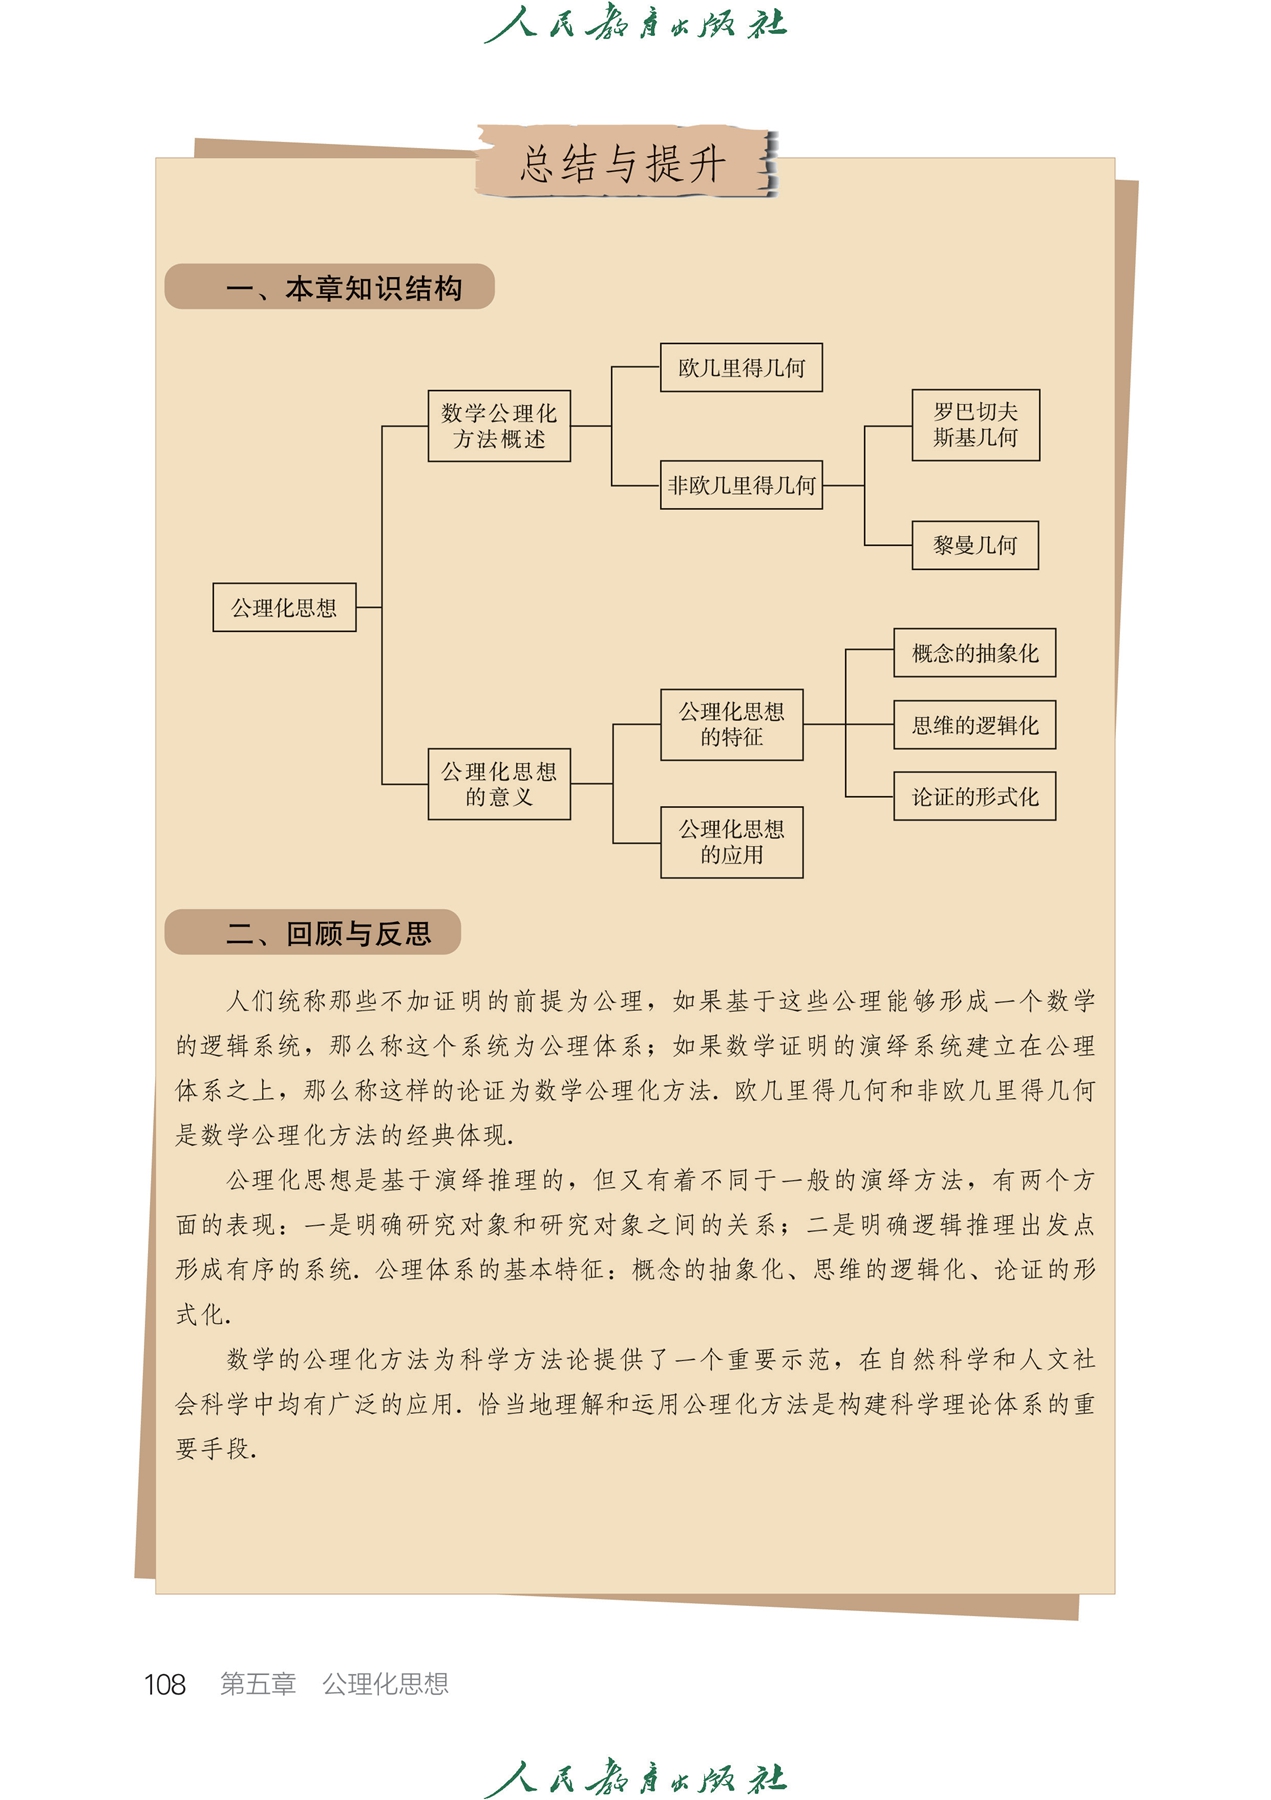 人民教育出版社
总结与提升
一、本章知识结构
欧几里得几何
数学公理化
方法概述
罗巴切夫
斯基几何
非欧几里得几何
黎曼几何
公理化思想
概念的抽象化
公理化思想
的特征
思维的逻辑化
公理化思想
的意义
论证的形式化
公理化思想
的应用
二、回顾与反思
人们统称那些不加证明的前提为公理，如果基于这些公理能够形成一个数学
的逻辑系统，那么称这个系统为公理体系；如果数学证明的演绎系统建立在公理
体系之上，那么称这样的论证为数学公理化方法. 欧几里得几何和非欧几里得几何
是数学公理化方法的经典体现.
公理化思想是基于演绎推理的，但又有着不同于一般的演绎方法，有两个方
面的表现：一是明确研究对象和研究对象之间的关系；二是明确逻辑推理出发点
形成有序的系统. 公理体系的基本特征：概念的抽象化、思维的逻辑化、论证的形
式化.
数学的公理化方法为科学方法论提供了一个重要示范，在自然科学和人文社
会科学中均有广泛的应用. 恰当地理解和运用公理化方法是构建科学理论体系的重
要手段.
108 第五章 公理化思想
人民教育出版社